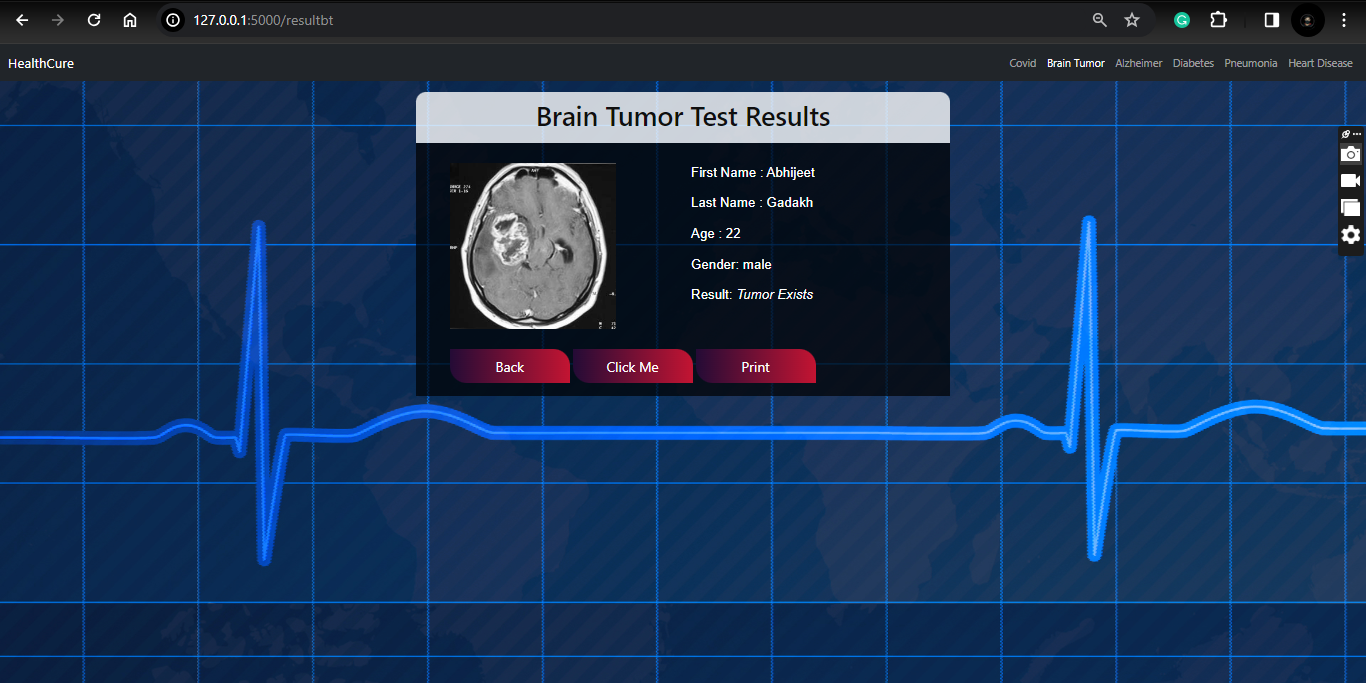 127.0.0.1:5000/resultbt
HealthCure
Covid Brain Tumor Alzheimer Diabetes Pneumonia Heart Disease
Brain Tumor Test Results
First Name : Abhijeet
Last Name : Gadakh
Age : 22
Gender: male
Result: Tumor Exists
Back Click Me Print